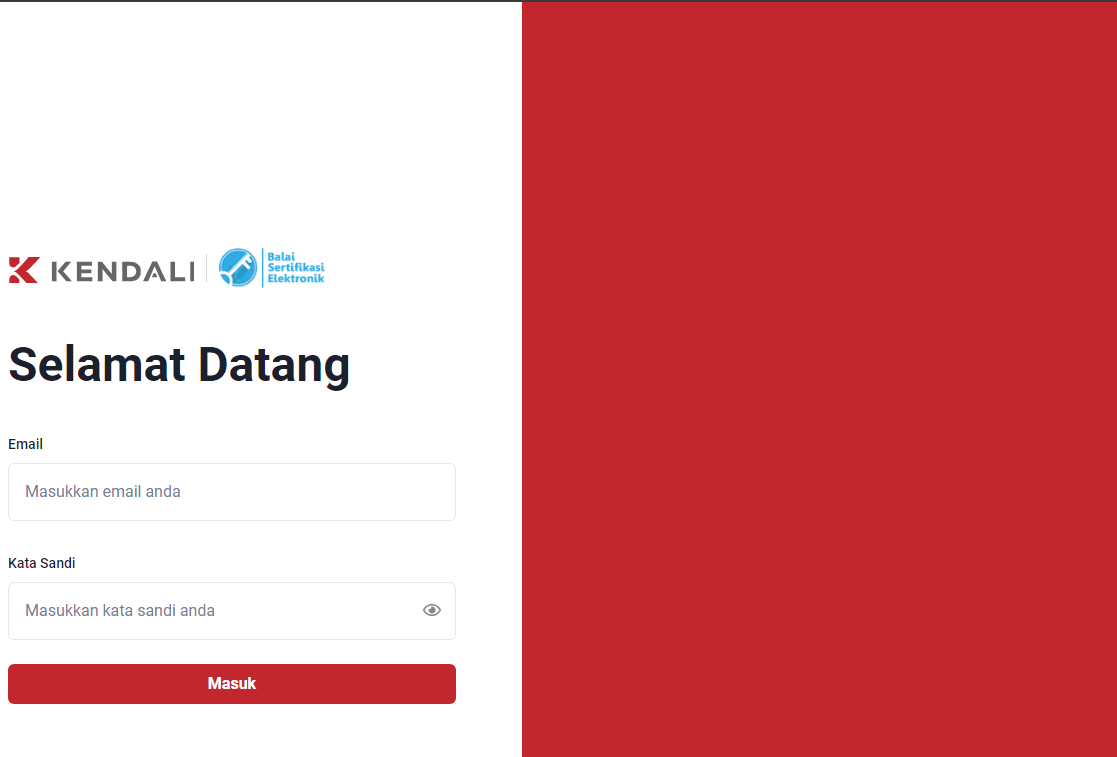 KENDALI
Balai
Sertifikasi
Elektronik
Selamat Datang
Email
Masukkan email anda
Kata Sandi
Masukkan kata sandi anda
Masuk